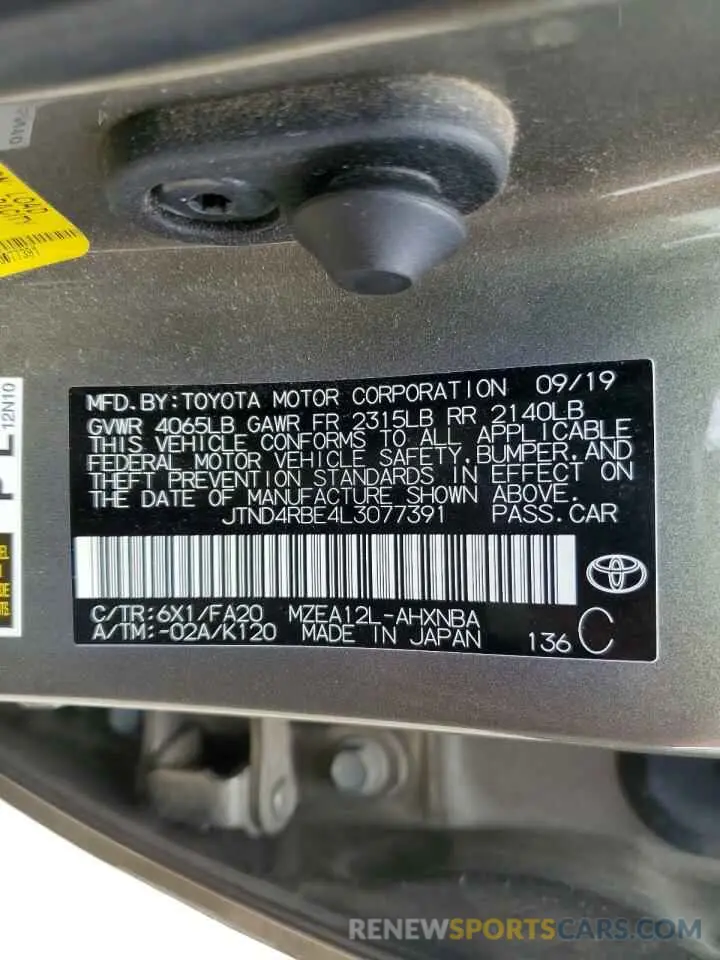 MFD.BY:TOYOTA MOTOR CORPORATION 09/19
GVWR 4065LB GAWR FR 2315LB RR 2140LB
THIS VEHICLE CONFORMS TO ALL APPLICABLE
FEDERAL MOTOR VEHICLE SAFETY,BUMPER,AND
THEFT PREVENTION STANDARDS IN EFFECT ON
THE DATE OF MANUFACTURE SHOWN ABOVE.
JTND4RBE4L3077391 PASS.CAR
C/TR:6X1/FA20 MZEA12L-AHXNBA
A/TM:-02A/K120 MADE IN JAPAN 136 C
12N10
RENEWSPORTSCARS.COM